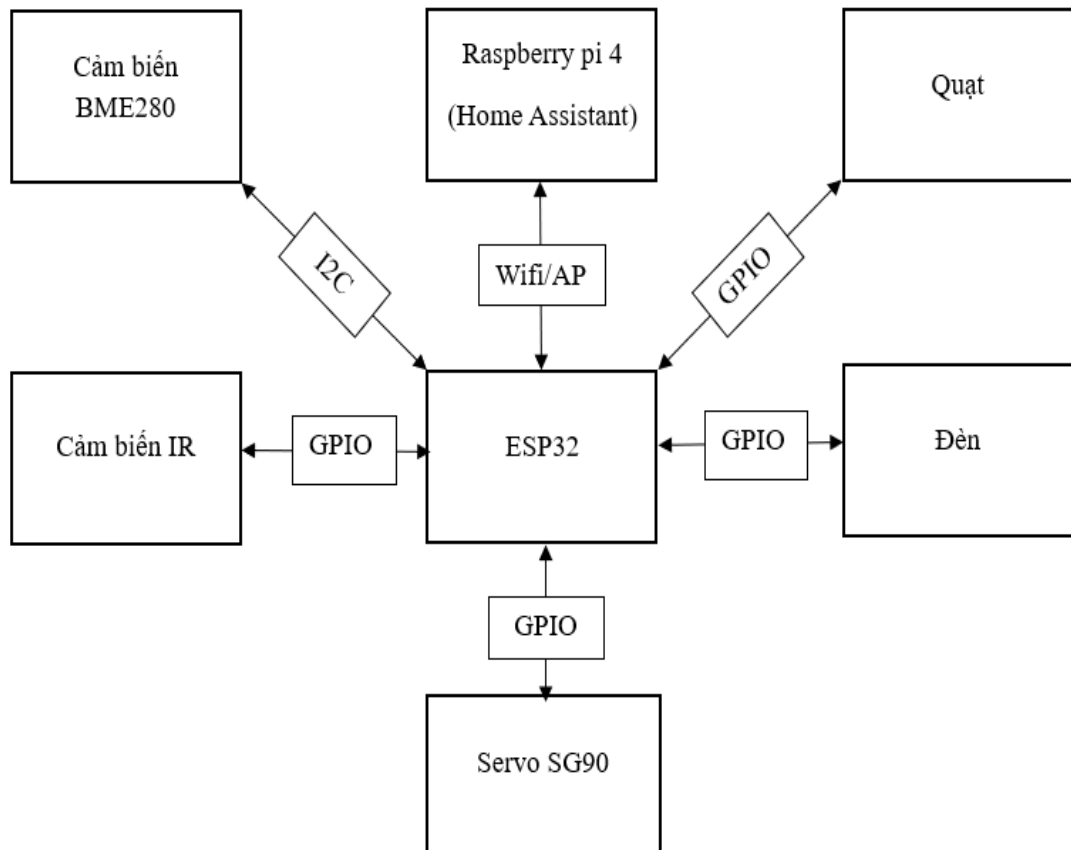 Cảm biến
BME280
Raspberry pi 4
(Home Assistant)
Quạt
I2C
Wifi/AP
GPIO
Cảm biến IR
GPIO
ESP32
GPIO
Đèn
GPIO
Servo SG90